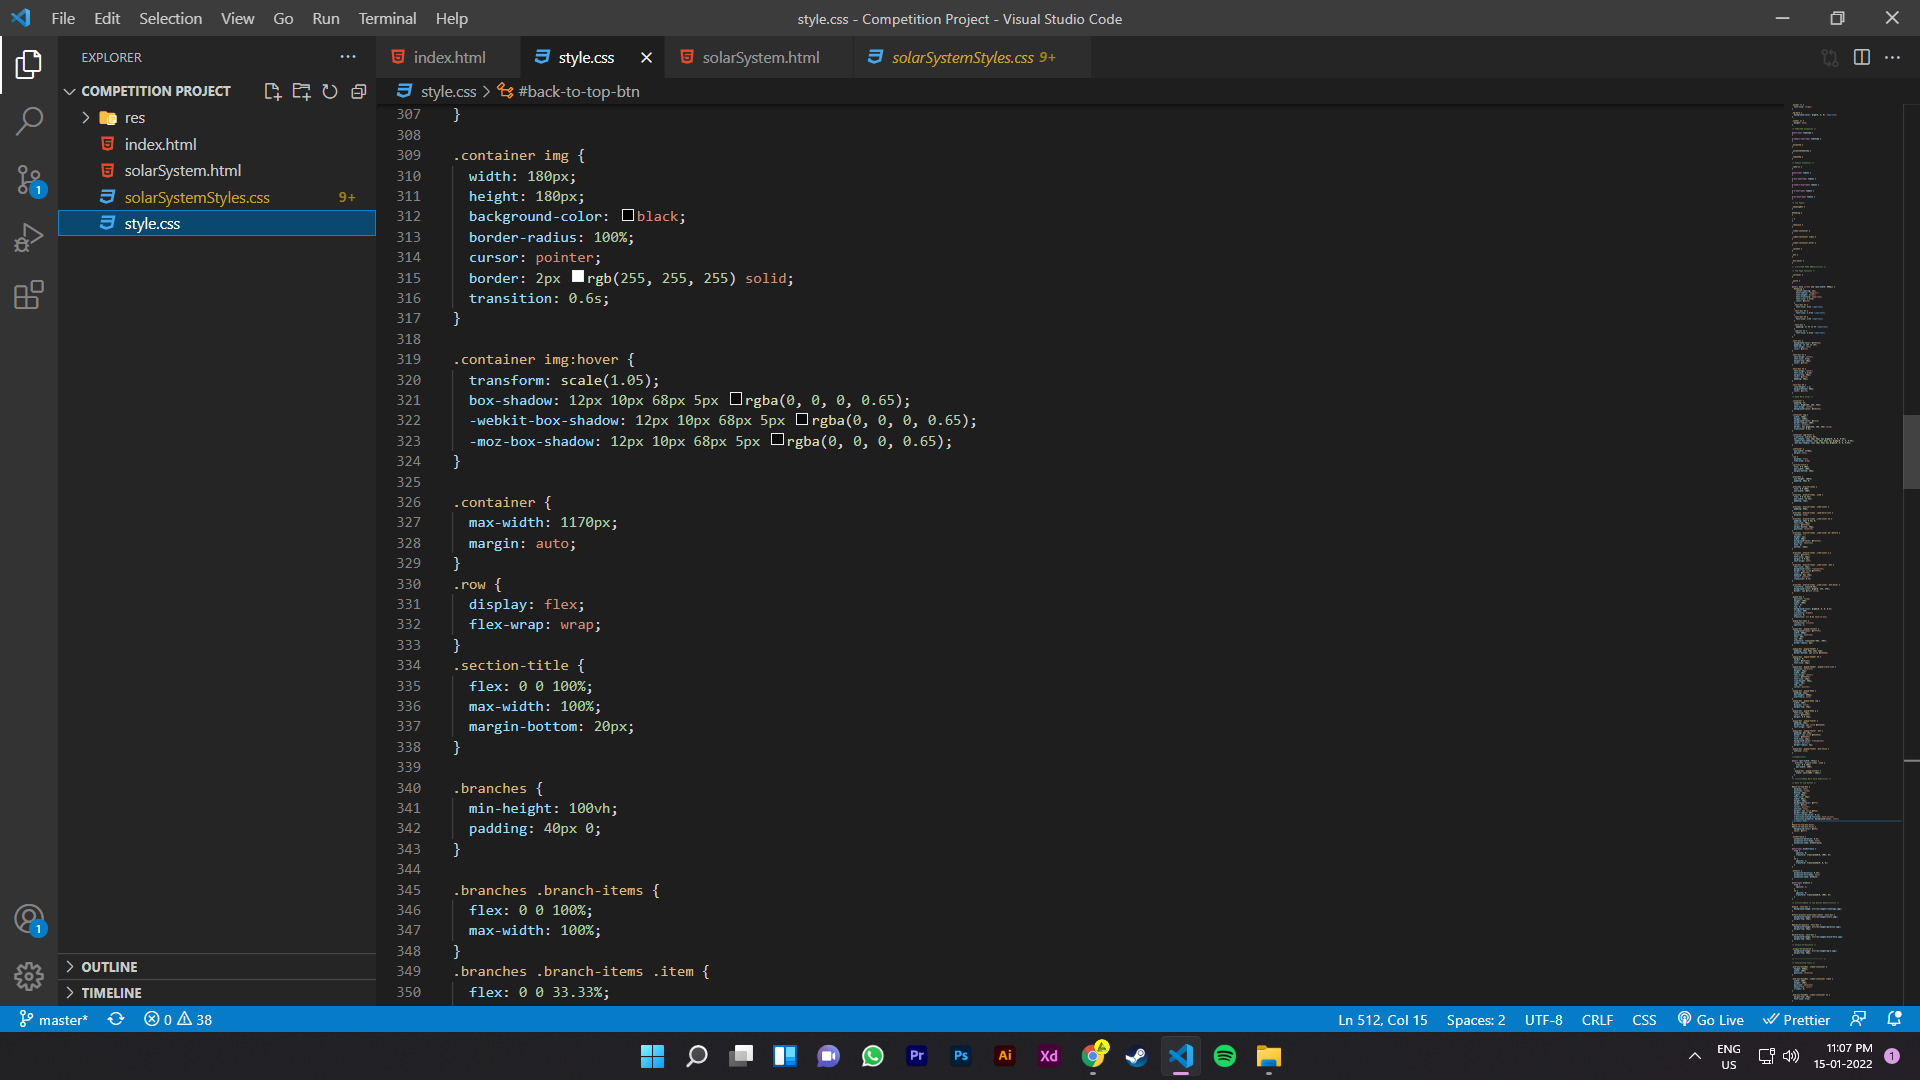 File Edit Selection View Go Run Terminal Help
style.css - Competition Project - Visual Studio Code
EXPLORER
index.html
style.css
solarSystem.html
solarSystemStyles.css 9+
COMPETITION PROJECT
style.css > #back-to-top-btn
res
index.html
solarSystem.html
solarSystemStyles.css 9+
style.css
307 }
308
309 .container img {
310 width: 180px;
311 height: 180px;
312 background-color: black;
313 border-radius: 100%;
314 cursor: pointer;
315 border: 2px rgb(255, 255, 255) solid;
316 transition: 0.6s;
317 }
318
319 .container img:hover {
320 transform: scale(1.05);
321 box-shadow: 12px 10px 68px 5px rgba(0, 0, 0, 0.65);
322 -webkit-box-shadow: 12px 10px 68px 5px rgba(0, 0, 0, 0.65);
323 -moz-box-shadow: 12px 10px 68px 5px rgba(0, 0, 0, 0.65);
324 }
325
326 .container {
327 max-width: 1170px;
328 margin: auto;
329 }
330 .row {
331 display: flex;
332 flex-wrap: wrap;
333 }
334 .section-title {
335 flex: 0 0 100%;
336 max-width: 100%;
337 margin-bottom: 20px;
338 }
339
340 .branches {
341 min-height: 100vh;
342 padding: 40px 0;
343 }
344
345 .branches .branch-items {
346 flex: 0 0 100%;
347 max-width: 100%;
348 }
349 .branches .branch-items .item {
350 flex: 0 0 33.33%;
1
1
OUTLINE
TIMELINE
master* 0 38
Ln 512, Col 15 Spaces: 2 UTF-8 CRLF CSS Go Live Prettier
Pr Ps Ai Xd
ENG
US
11:07 PM
15-01-2022
1